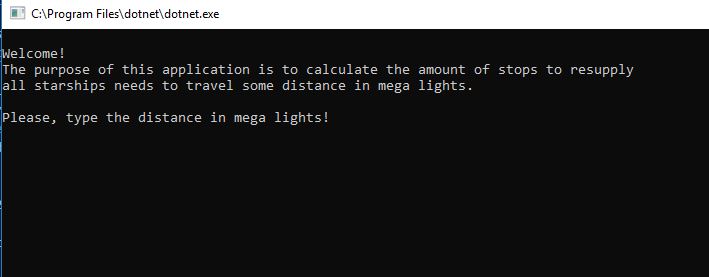 C:\Program Files\dotnet\dotnet.exe
Welcome!
The purpose of this application is to calculate the amount of stops to resupply
all starships needs to travel some distance in mega lights.
Please, type the distance in mega lights!